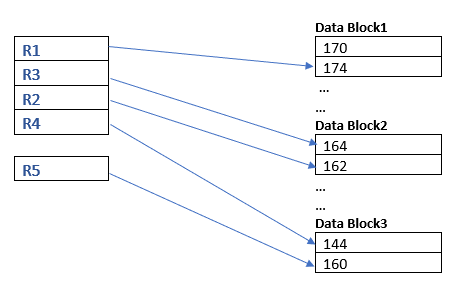 R1
R3
R2
R4
R5
Data Block1
170
174
...
...
Data Block2
164
162
...
...
Data Block3
144
160